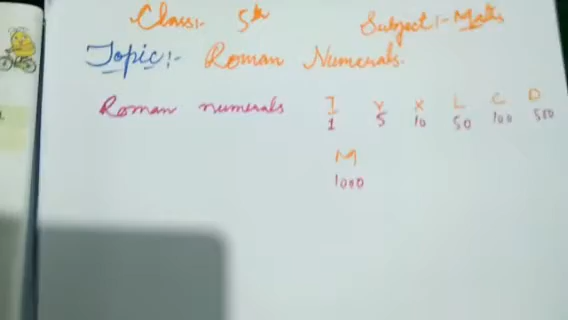 Class:- 5th Subject:- Maths
Topic:- Roman Numerals.
Roman numerals I V X L C D
1 5 10 50 100 500
M
1000